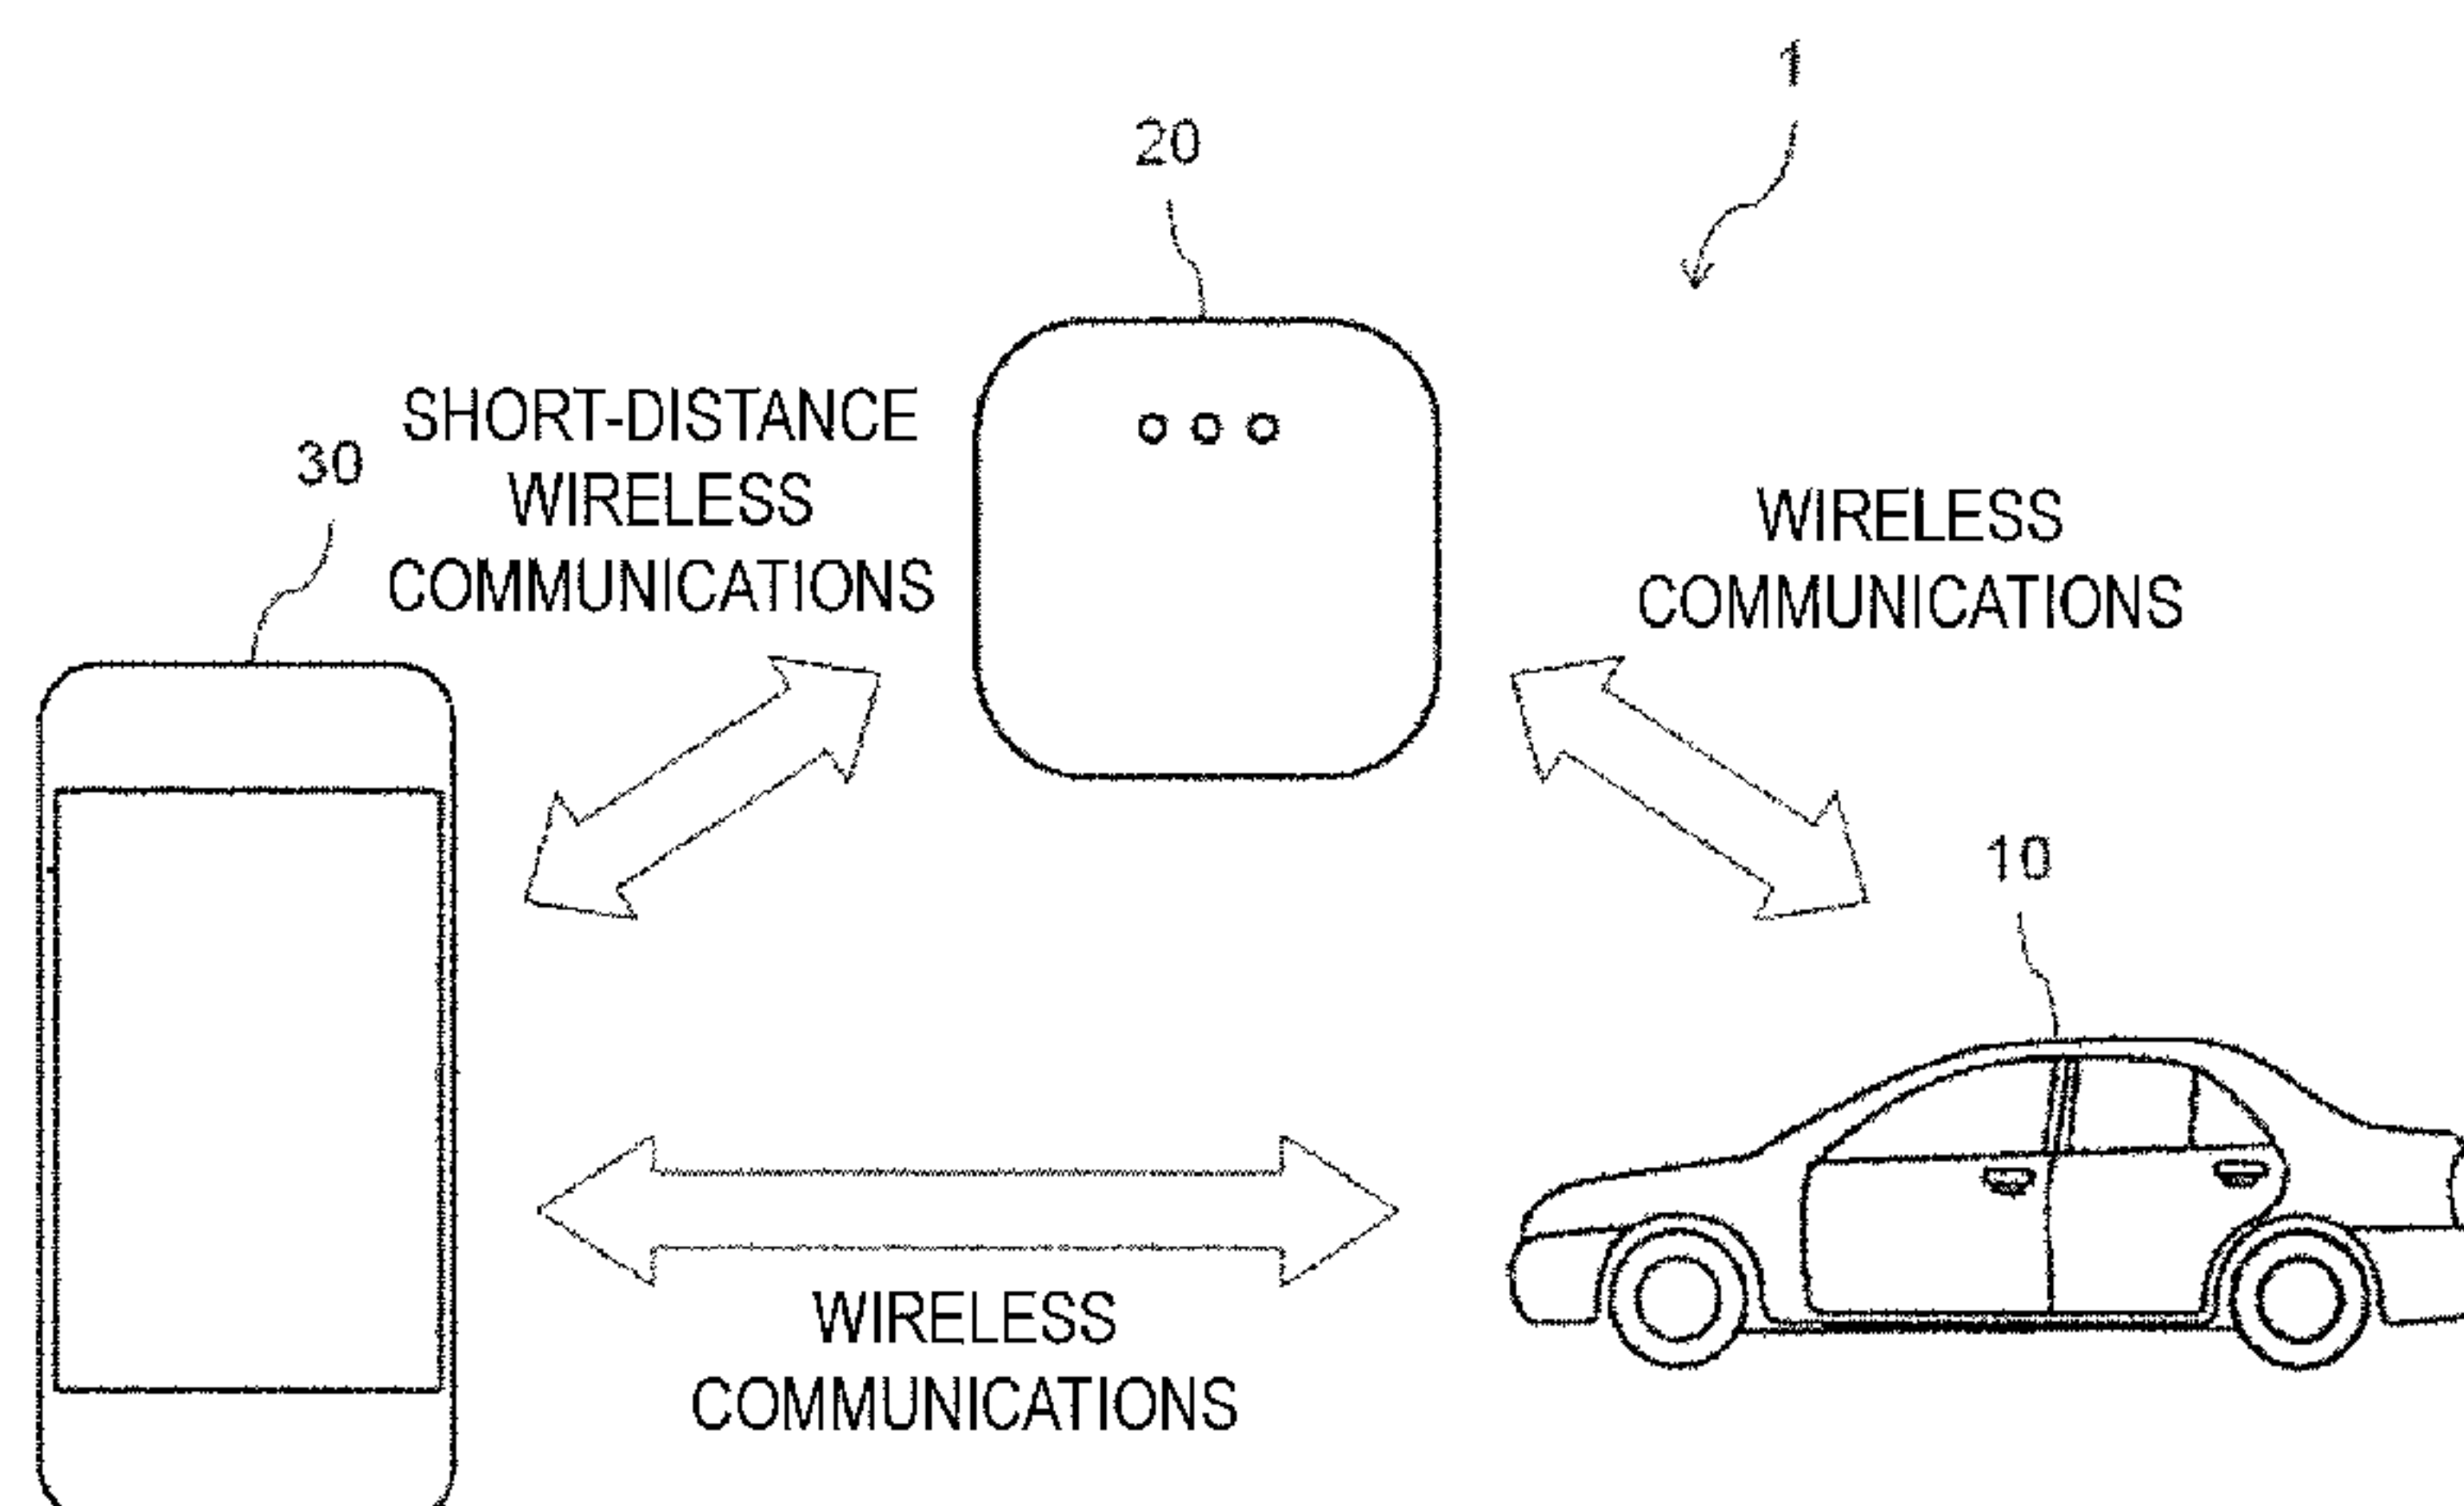 1
20
30
SHORT-DISTANCE
WIRELESS
COMMUNICATIONS
WIRELESS
COMMUNICATIONS
10
WIRELESS
COMMUNICATIONS